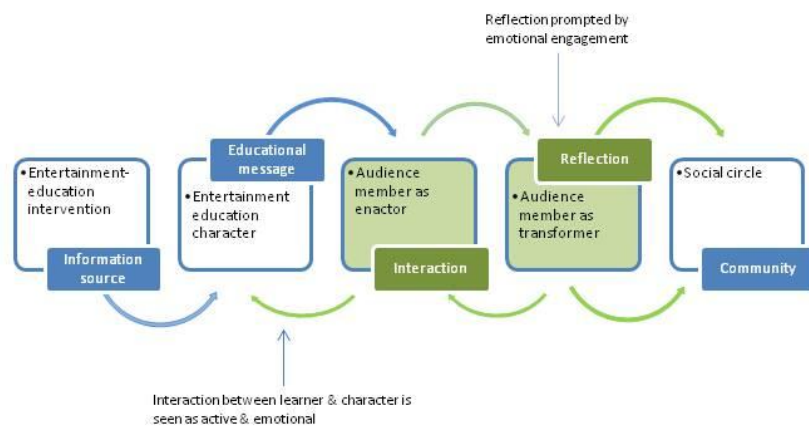 Reflection prompted by
emotional engagement
• Entertainment-
education
intervention
Information
source
Educational
message
• Entertainment
education
character
• Audience
member as
enactor
Interaction
Reflection
• Audience
member as
transformer
• Social circle
Community
Interaction between learner & character is
seen as active & emotional